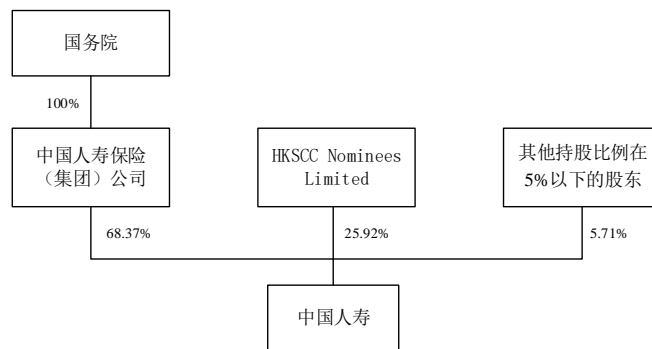 国务院
100%
中国人寿保险
（集团）公司
HKSCC Nominees
Limited
其他持股比例在
5%以下的股东
68.37%
25.92%
5.71%
中国人寿